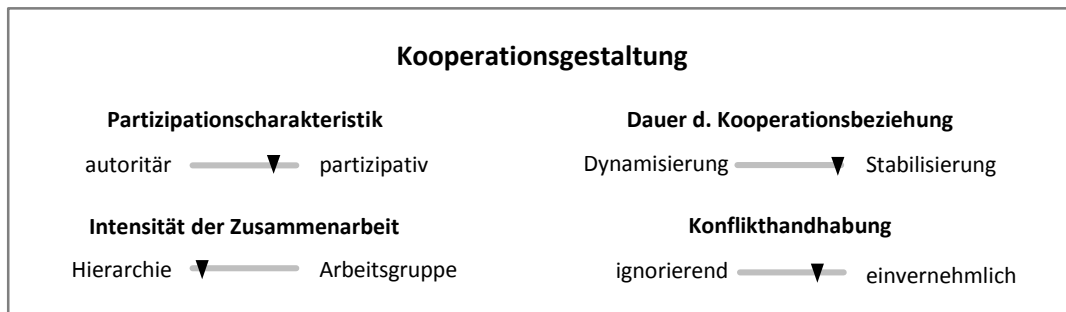 Kooperationsgestaltung
Partizipationscharakteristik
autoritär partizipativ
Intensität der Zusammenarbeit
Hierarchie Arbeitsgruppe
Dauer d. Kooperationsbeziehung
Dynamisierung Stabilisierung
Konflikthandhabung
ignorierend einvernehmlich